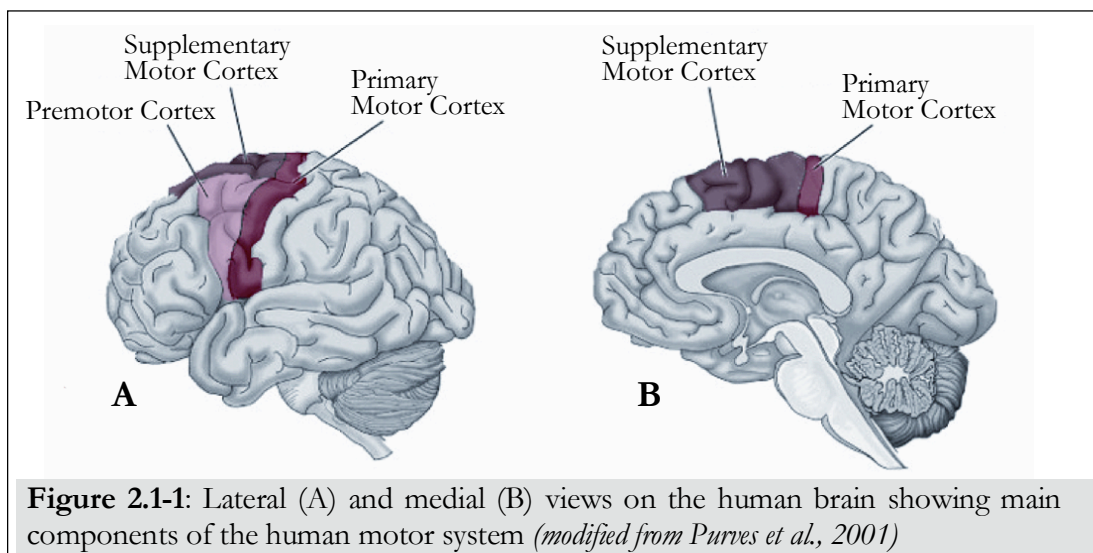 Supplementary
Motor Cortex
Premotor Cortex
Primary
Motor Cortex
A
Supplementary
Motor Cortex
Primary
Motor Cortex
B
Figure 2.1-1: Lateral (A) and medial (B) views on the human brain showing main
components of the human motor system (modified from Purves et al., 2001)